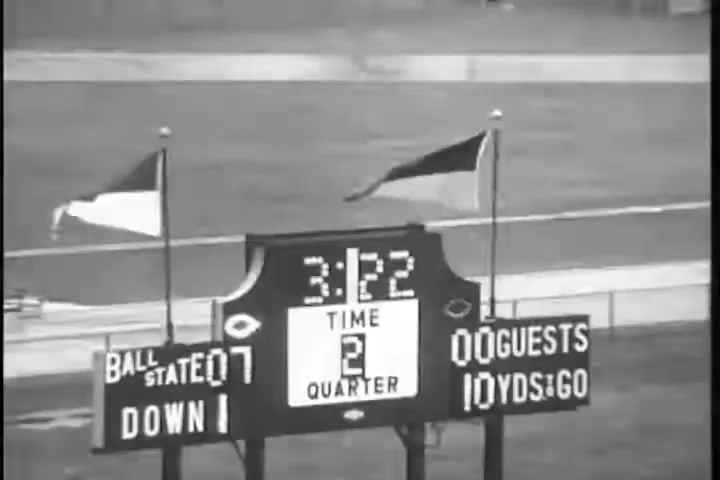 3:22
TIME
2
QUARTER
BALL STATE 07
DOWN 1
00 GUESTS
10 YDS TO GO